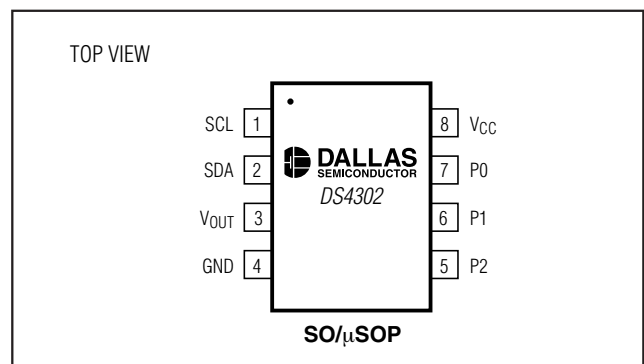 TOP VIEW
SCL 1
SDA 2
VOUT 3
GND 4
8 VCC
7 P0
6 P1
5 P2
DALLAS
SEMICONDUCTOR
DS4302
SO/µSOP